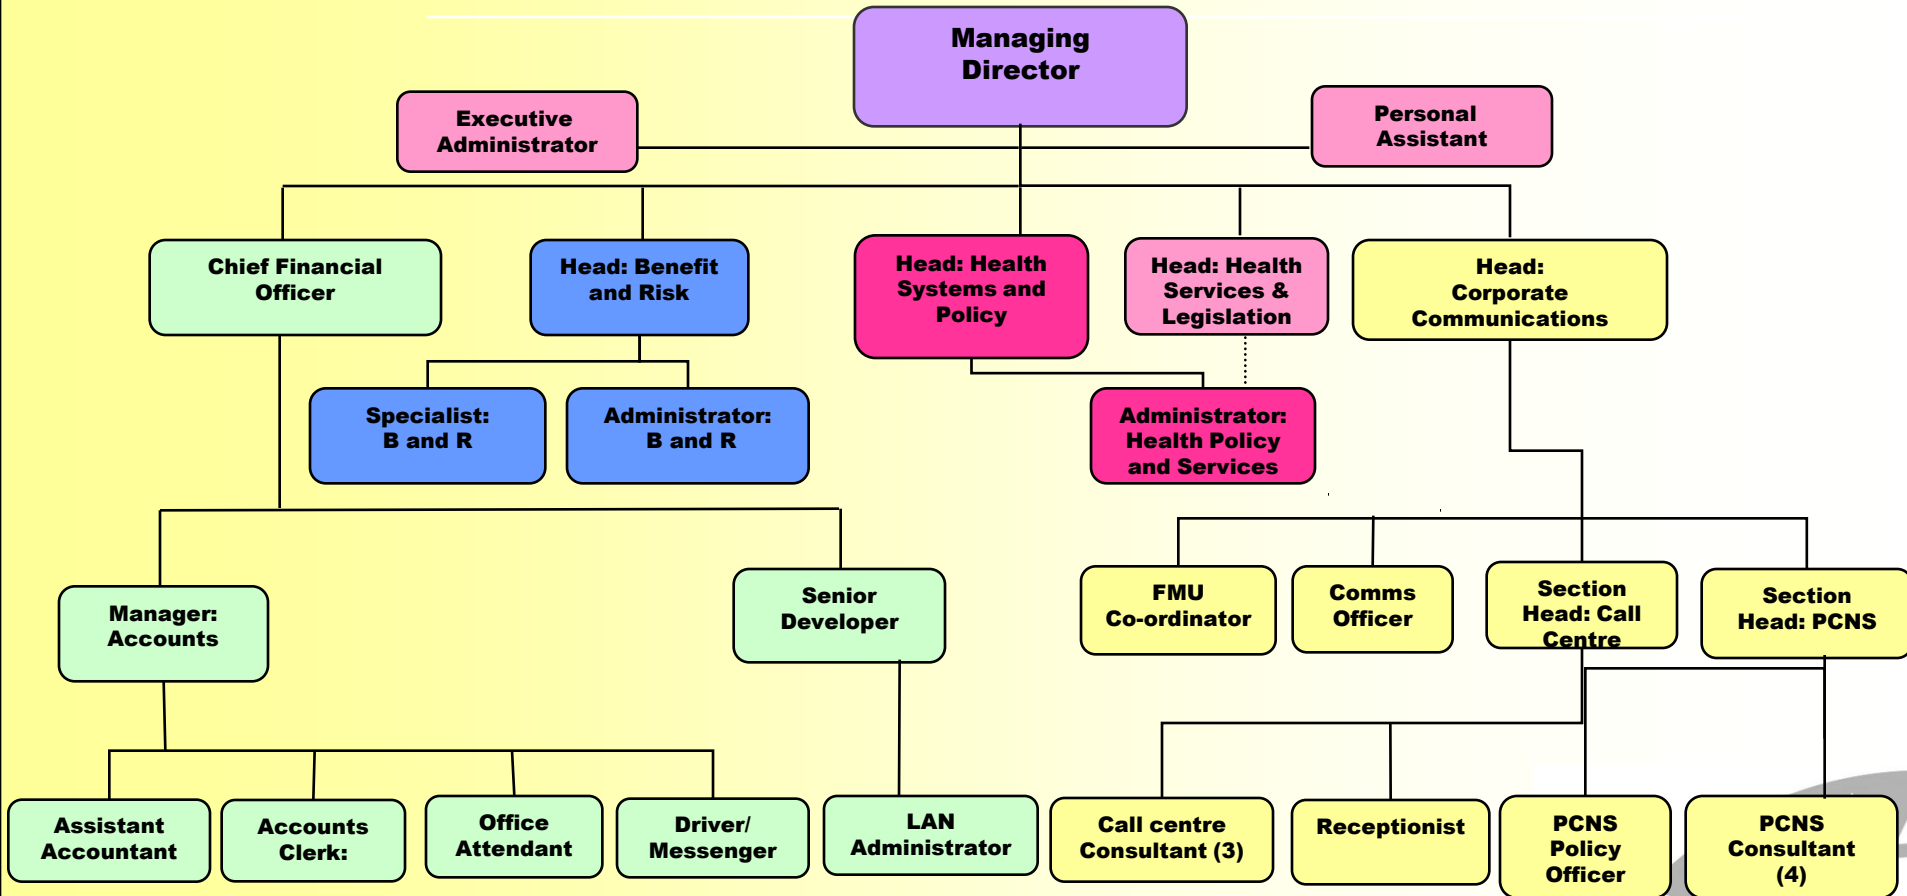 Managing
Director
Executive
Administrator
Personal
Assistant
Chief Financial
Officer
Head: Benefit
and Risk
Head: Health
Systems and
Policy
Head: Health
Services &
Legislation
Head:
Corporate
Communications
Specialist:
B and R
Administrator:
B and R
Administrator:
Health Policy
and Services
Manager:
Accounts
Senior
Developer
FMU
Co-ordinator
Comms
Officer
Section
Head: Call
Centre
Section
Head: PCNS
Assistant
Accountant
Accounts
Clerk:
Office
Attendant
Driver/
Messenger
LAN
Administrator
Call centre
Consultant (3)
Receptionist
PCNS
Policy
Officer
PCNS
Consultant
(4)